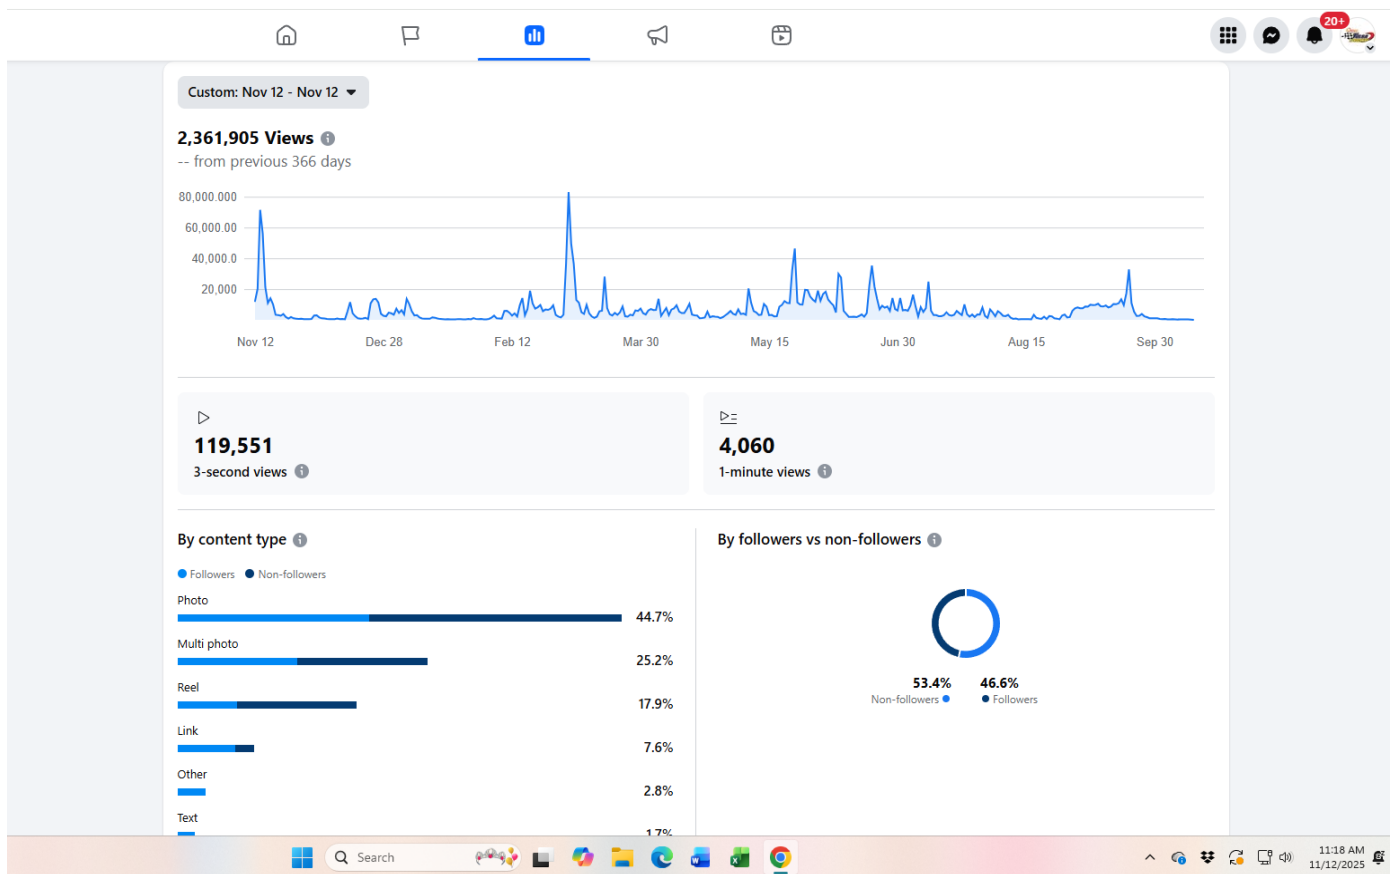 20+
Custom: Nov 12 - Nov 12
2,361,905 Views
-- from previous 366 days
80,000.000
60,000.00
40,000.0
20,000
Nov 12 Dec 28 Feb 12 Mar 30 May 15 Jun 30 Aug 15 Sep 30
119,551
3-second views
4,060
1-minute views
By content type
Followers Non-followers
Photo
44.7%
Multi photo
25.2%
Reel
17.9%
Link
7.6%
Other
2.8%
Text
1.7%
By followers vs non-followers
53.4% 46.6%
Non-followers Followers
Search
11:18 AM
11/12/2025